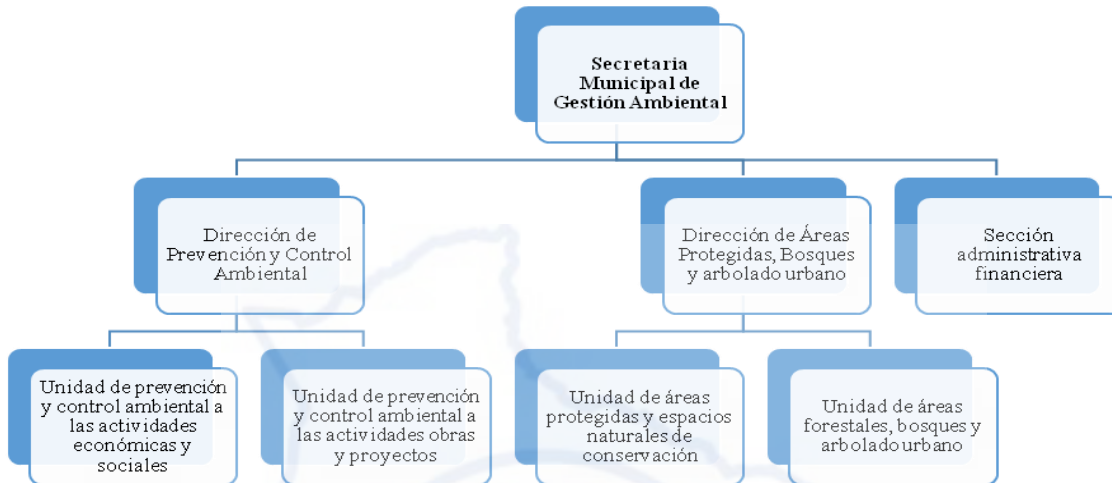 Secretaria
Municipal de
Gestión Ambiental
Dirección de
Prevención y Control
Ambiental
Dirección de Áreas
Protegidas, Bosques
y arbolado urbano
Sección
administrativa
financiera
Unidad de prevención
y control ambiental a
las actividades
económicas y
sociales
Unidad de prevención
y control ambiental a
las actividades obras
y proyectos
Unidad de áreas
protegidas y espacios
naturales de
conservación
Unidad de áreas
forestales, bosques y
arbolado urbano